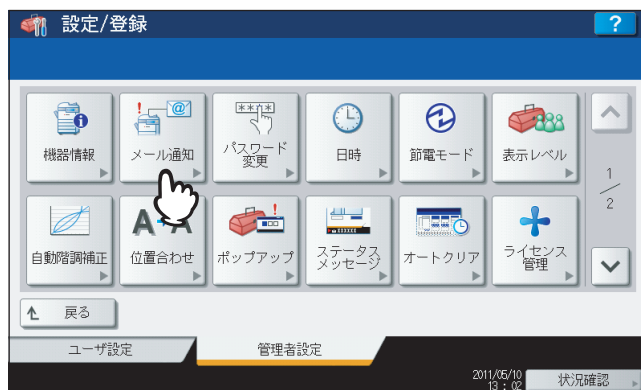 設定/登録
?
機器情報
メール通知
パスワード
変更
日時
節電モード
表示レベル
1
2
自動階調補正
位置合わせ
ポップアップ
ステータス
メッセージ
オートクリア
ライセンス
管理
戻る
ユーザ設定
管理者設定
2011/05/10
13 : 02
状況確認